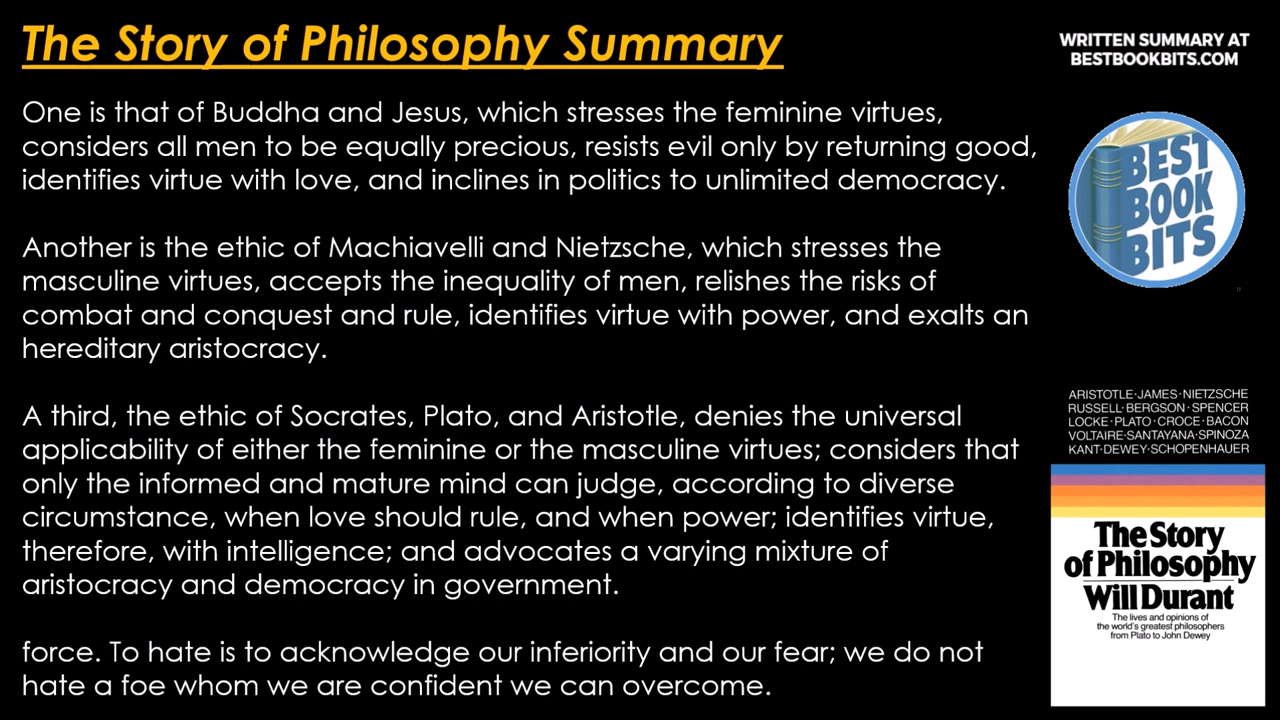 The Story of Philosophy Summary
WRITTEN SUMMARY AT
BESTBOOKBITS.COM
One is that of Buddha and Jesus, which stresses the feminine virtues,
considers all men to be equally precious, resists evil only by returning good,
identifies virtue with love, and inclines in politics to unlimited democracy.
Another is the ethic of Machiavelli and Nietzsche, which stresses the
masculine virtues, accepts the inequality of men, relishes the risks of
combat and conquest and rule, identifies virtue with power, and exalts an
hereditary aristocracy.
A third, the ethic of Socrates, Plato, and Aristotle, denies the universal
applicability of either the feminine or the masculine virtues; considers that
only the informed and mature mind can judge, according to diverse
circumstance, when love should rule, and when power; identifies virtue,
therefore, with intelligence; and advocates a varying mixture of
aristocracy and democracy in government.
force. To hate is to acknowledge our inferiority and our fear; we do not
hate a foe whom we are confident we can overcome.
BEST
BOOK
BITS
ARISTOTLE·JAMES·NIETZSCHE
RUSSELL·BERGSON·SPENCER
LOCKE·PLATO·CROCE·BACON
VOLTAIRE·SANTAYANA·SPINOZA
KANT·DEWEY·SCHOPENHAUER
The Story
of Philosophy
Will Durant
The lives and opinions of
the world's greatest philosophers
from Plato to John Dewey